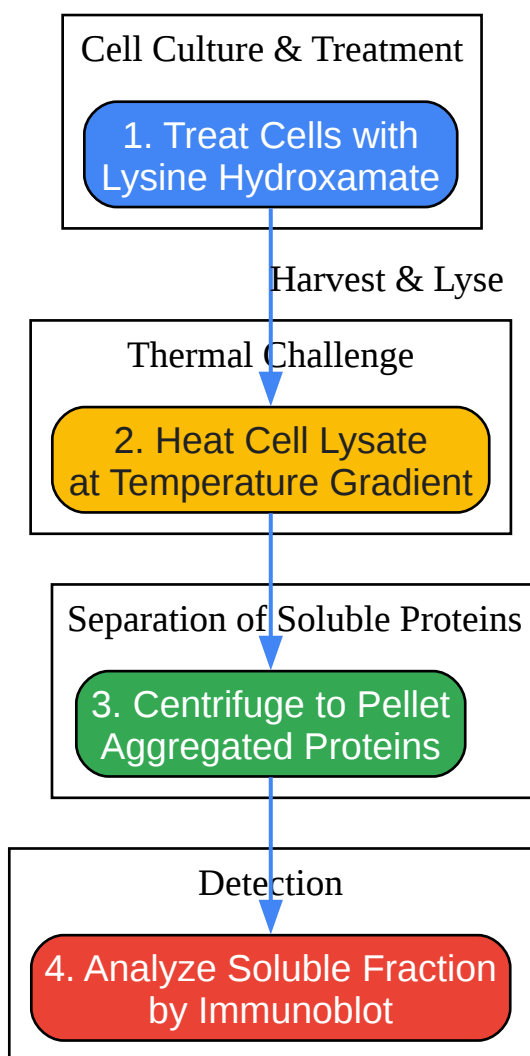 Cell Culture & Treatment
1. Treat Cells with
Lysine Hydroxamate
Harvest & Lyse
Thermal Challenge
2. Heat Cell Lysate
at Temperature Gradient
Separation of Soluble Proteins
3. Centrifuge to Pellet
Aggregated Proteins
Detection
4. Analyze Soluble Fraction
by Immunoblot